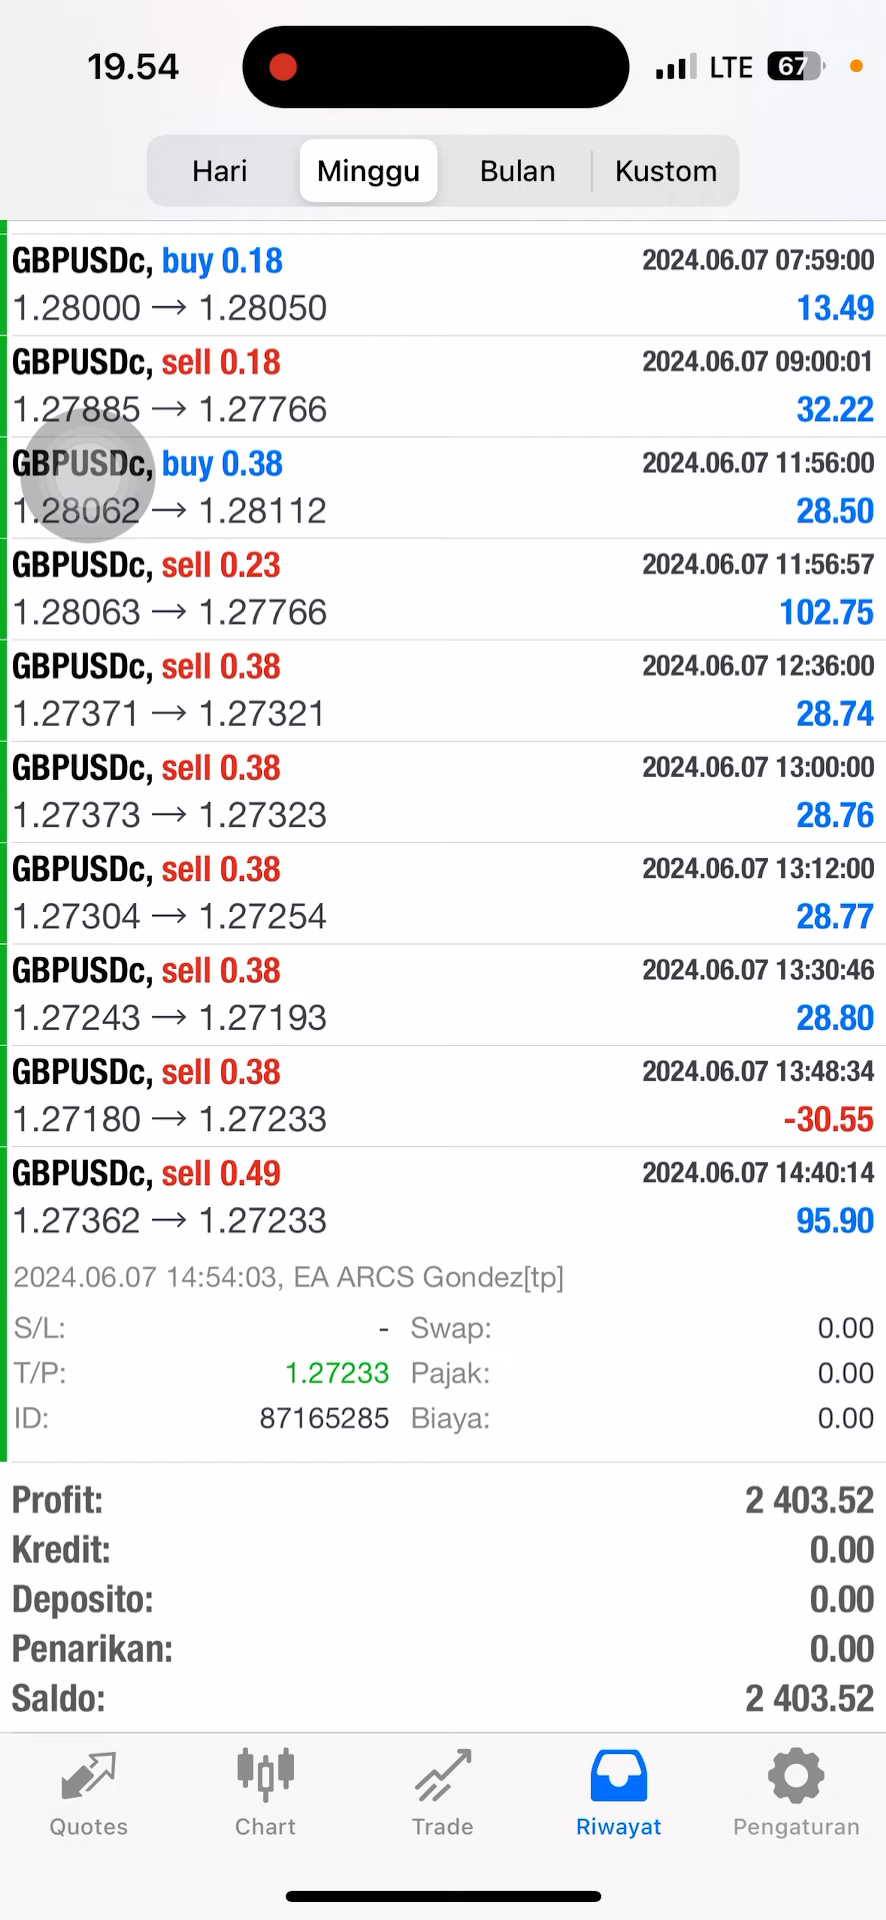 19.54 LTE 67
Hari Minggu Bulan Kustom
GBPUSDc, buy 0.18 2024.06.07 07:59:00
1.28000 → 1.28050 13.49
GBPUSDc, sell 0.18 2024.06.07 09:00:01
1.27885 → 1.27766 32.22
GBPUSDc, buy 0.38 2024.06.07 11:56:00
1.28062 → 1.28112 28.50
GBPUSDc, sell 0.23 2024.06.07 11:56:57
1.28063 → 1.27766 102.75
GBPUSDc, sell 0.38 2024.06.07 12:36:00
1.27371 → 1.27321 28.74
GBPUSDc, sell 0.38 2024.06.07 13:00:00
1.27373 → 1.27323 28.76
GBPUSDc, sell 0.38 2024.06.07 13:12:00
1.27304 → 1.27254 28.77
GBPUSDc, sell 0.38 2024.06.07 13:30:46
1.27243 → 1.27193 28.80
GBPUSDc, sell 0.38 2024.06.07 13:48:34
1.27180 → 1.27233 -30.55
GBPUSDc, sell 0.49 2024.06.07 14:40:14
1.27362 → 1.27233 95.90
2024.06.07 14:54:03, EA ARCS Gondez[tp]
S/L: - Swap: 0.00
T/P: 1.27233 Pajak: 0.00
ID: 87165285 Biaya: 0.00
Profit: 2 403.52
Kredit: 0.00
Deposito: 0.00
Penarikan: 0.00
Saldo: 2 403.52
Quotes Chart Trade Riwayat Pengaturan